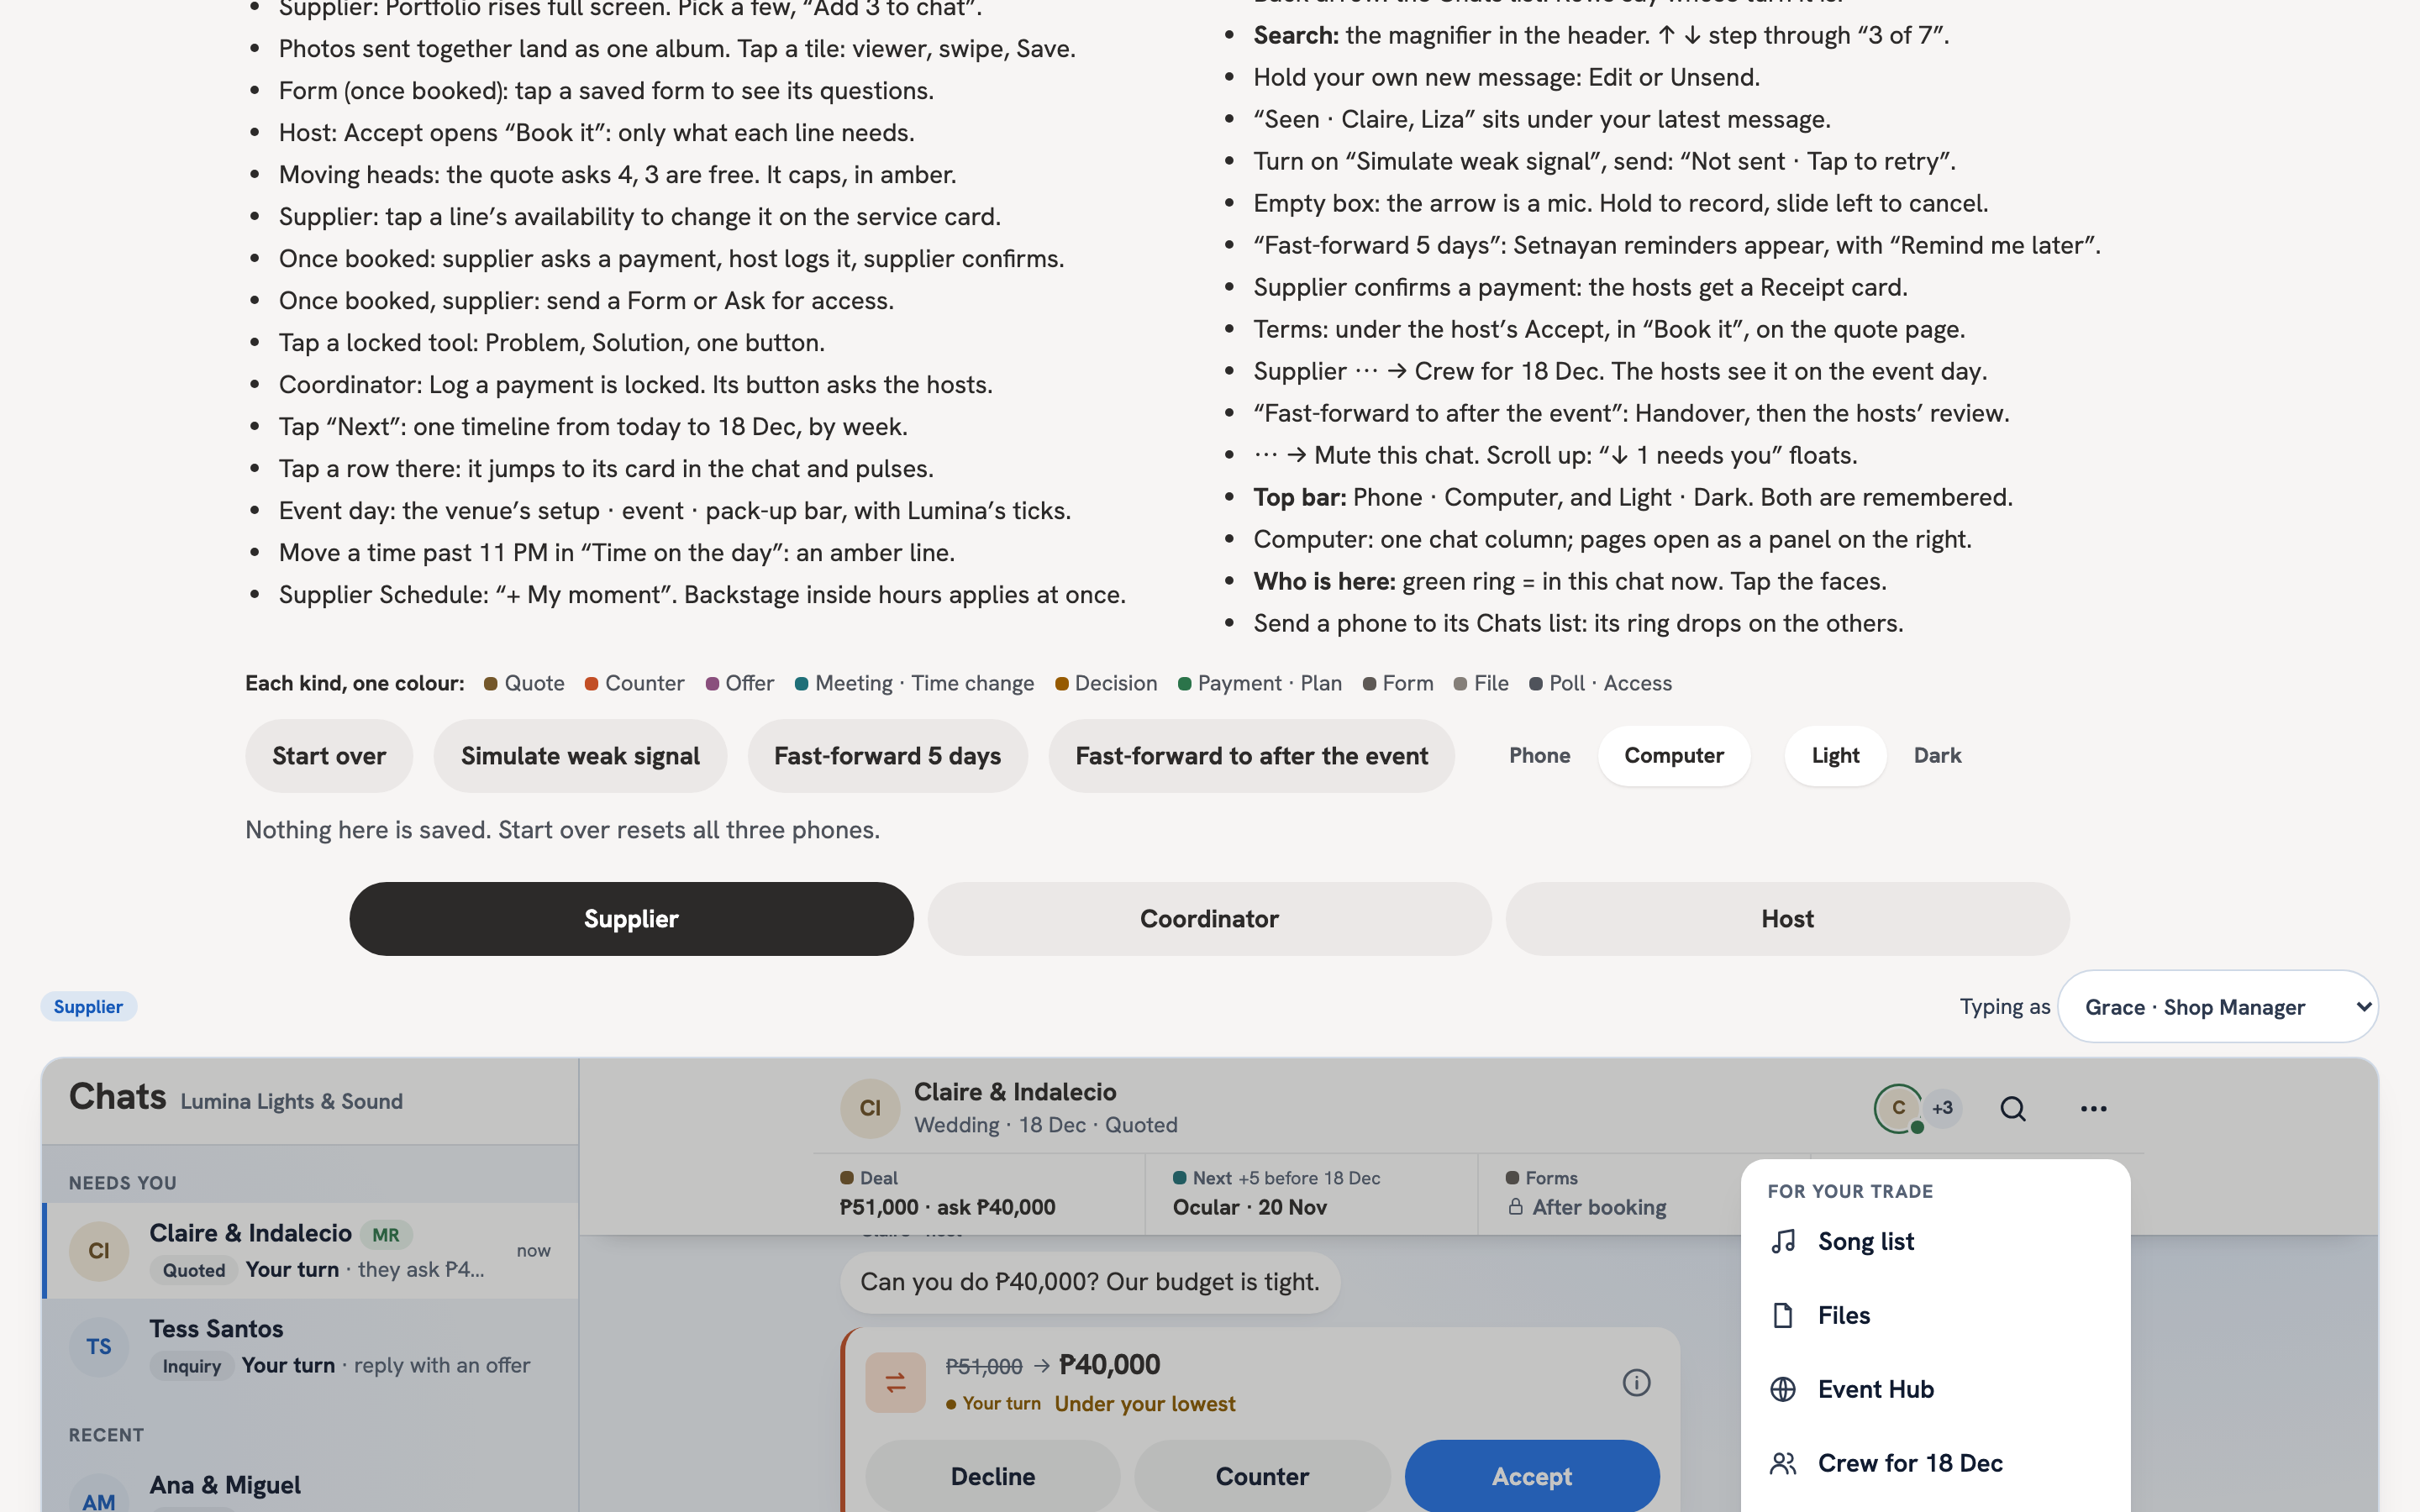 Supplier: Portfolio rises full screen. Pick a few, “Add 3 to chat”.
Photos sent together land as one album. Tap a tile: viewer, swipe, Save.
Form (once booked): tap a saved form to see its questions.
Host: Accept opens “Book it”: only what each line needs.
Moving heads: the quote asks 4, 3 are free. It caps, in amber.
Supplier: tap a line’s availability to change it on the service card.
Once booked: supplier asks a payment, host logs it, supplier confirms.
Once booked, supplier: send a Form or Ask for access.
Tap a locked tool: Problem, Solution, one button.
Coordinator: Log a payment is locked. Its button asks the hosts.
Tap “Next”: one timeline from today to 18 Dec, by week.
Tap a row there: it jumps to its card in the chat and pulses.
Event day: the venue’s setup · event · pack-up bar, with Lumina’s ticks.
Move a time past 11 PM in “Time on the day”: an amber line.
Supplier Schedule: “+ My moment”. Backstage inside hours applies at once.
Search: the magnifier in the header. ↑ ↓ step through “3 of 7”.
Hold your own new message: Edit or Unsend.
“Seen · Claire, Liza” sits under your latest message.
Turn on “Simulate weak signal”, send: “Not sent · Tap to retry”.
Empty box: the arrow is a mic. Hold to record, slide left to cancel.
“Fast-forward 5 days”: Setnayan reminders appear, with “Remind me later”.
Supplier confirms a payment: the hosts get a Receipt card.
Terms: under the host’s Accept, in “Book it”, on the quote page.
Supplier ··· → Crew for 18 Dec. The hosts see it on the event day.
“Fast-forward to after the event”: Handover, then the hosts’ review.
··· → Mute this chat. Scroll up: “↓ 1 needs you” floats.
Top bar: Phone · Computer, and Light · Dark. Both are remembered.
Computer: one chat column; pages open as a panel on the right.
Who is here: green ring = in this chat now. Tap the faces.
Send a phone to its Chats list: its ring drops on the others.
Each kind, one colour: Quote Counter Offer Meeting · Time change Decision Payment · Plan Form File Poll · Access
Start over Simulate weak signal Fast-forward 5 days Fast-forward to after the event Phone Computer Light Dark
Nothing here is saved. Start over resets all three phones.
Supplier Coordinator Host
Supplier Typing as Grace · Shop Manager
Chats Lumina Lights & Sound
NEEDS YOU
CI Claire & Indalecio MR now
Quoted Your turn · they ask ₱4...
TS Tess Santos
Inquiry Your turn · reply with an offer
RECENT
AM Ana & Miguel
CI Claire & Indalecio
Wedding · 18 Dec · Quoted
C +3
Deal
₱51,000 · ask ₱40,000
Next +5 before 18 Dec
Ocular · 20 Nov
Forms
After booking
Can you do ₱40,000? Our budget is tight.
₱51,000 → ₱40,000
Your turn Under your lowest
Decline Counter Accept
FOR YOUR TRADE
Song list
Files
Event Hub
Crew for 18 Dec